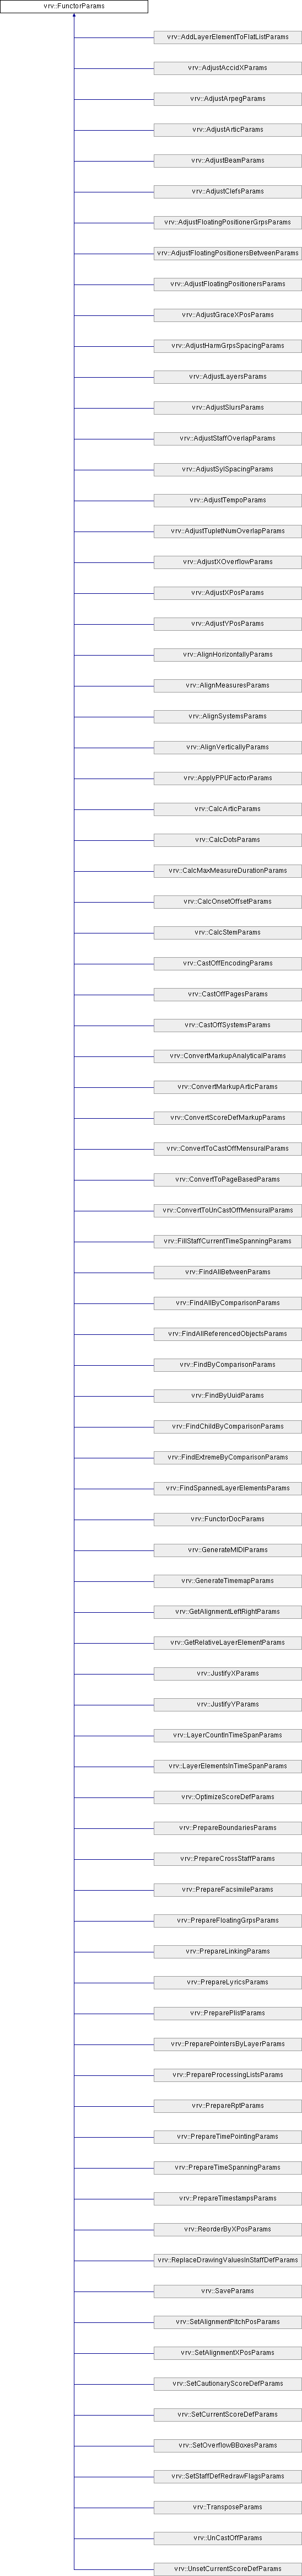 vrv::FunctorParams
vrv::AddLayerElementToFlatListParams
vrv::AdjustAccidXParams
vrv::AdjustArpegParams
vrv::AdjustArticParams
vrv::AdjustBeamParams
vrv::AdjustClefsParams
vrv::AdjustFloatingPositionerGrpsParams
vrv::AdjustFloatingPositionersBetweenParams
vrv::AdjustFloatingPositionersParams
vrv::AdjustGraceXPosParams
vrv::AdjustHarmGrpsSpacingParams
vrv::AdjustLayersParams
vrv::AdjustSlursParams
vrv::AdjustStaffOverlapParams
vrv::AdjustSylSpacingParams
vrv::AdjustTempoParams
vrv::AdjustTupletNumOverlapParams
vrv::AdjustXOverflowParams
vrv::AdjustXPosParams
vrv::AdjustYPosParams
vrv::AlignHorizontallyParams
vrv::AlignMeasuresParams
vrv::AlignSystemsParams
vrv::AlignVerticallyParams
vrv::ApplyPPUFactorParams
vrv::CalcArticParams
vrv::CalcDotsParams
vrv::CalcMaxMeasureDurationParams
vrv::CalcOnsetOffsetParams
vrv::CalcStemParams
vrv::CastOffEncodingParams
vrv::CastOffPagesParams
vrv::CastOffSystemsParams
vrv::ConvertMarkupAnalyticalParams
vrv::ConvertMarkupArticParams
vrv::ConvertScoreDefMarkupParams
vrv::ConvertToCastOffMensuralParams
vrv::ConvertToPageBasedParams
vrv::ConvertToUnCastOffMensuralParams
vrv::FillStaffCurrentTimeSpanningParams
vrv::FindAllBetweenParams
vrv::FindAllByComparisonParams
vrv::FindAllReferencedObjectsParams
vrv::FindByComparisonParams
vrv::FindByUuidParams
vrv::FindChildByComparisonParams
vrv::FindExtremeByComparisonParams
vrv::FindSpannedLayerElementsParams
vrv::FunctorDocParams
vrv::GenerateMIDIParams
vrv::GenerateTimemapParams
vrv::GetAlignmentLeftRightParams
vrv::GetRelativeLayerElementParams
vrv::JustifyXParams
vrv::JustifyYParams
vrv::LayerCountInTimeSpanParams
vrv::LayerElementsInTimeSpanParams
vrv::OptimizeScoreDefParams
vrv::PrepareBoundariesParams
vrv::PrepareCrossStaffParams
vrv::PrepareFacsimileParams
vrv::PrepareFloatingGrpsParams
vrv::PrepareLinkingParams
vrv::PrepareLyricsParams
vrv::PreparePlistParams
vrv::PreparePointersByLayerParams
vrv::PrepareProcessingListsParams
vrv::PrepareRptParams
vrv::PrepareTimePointingParams
vrv::PrepareTimeSpanningParams
vrv::PrepareTimestampsParams
vrv::ReorderByXPosParams
vrv::ReplaceDrawingValuesInStaffDefParams
vrv::SaveParams
vrv::SetAlignmentPitchPosParams
vrv::SetAlignmentXPosParams
vrv::SetCautionaryScoreDefParams
vrv::SetCurrentScoreDefParams
vrv::SetOverflowBBoxesParams
vrv::SetStaffDefRedrawFlagsParams
vrv::TransposeParams
vrv::UnCastOffParams
vrv::UnsetCurrentScoreDefParams